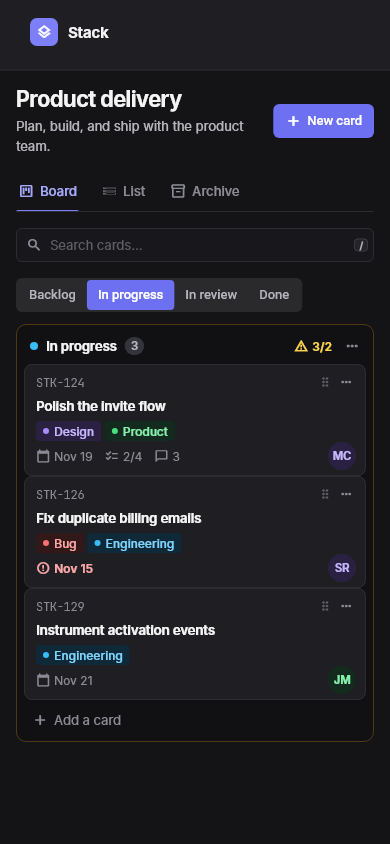 Stack
Product delivery
Plan, build, and ship with the product
team.
New card
Board
List
Archive
Search cards...
/
Backlog
In progress
In review
Done
In progress
3
3/2
STK-124
Polish the invite flow
Design
Product
Nov 19
2/4
3
MC
STK-126
Fix duplicate billing emails
Bug
Engineering
Nov 15
SR
STK-129
Instrument activation events
Engineering
Nov 21
JM
Add a card